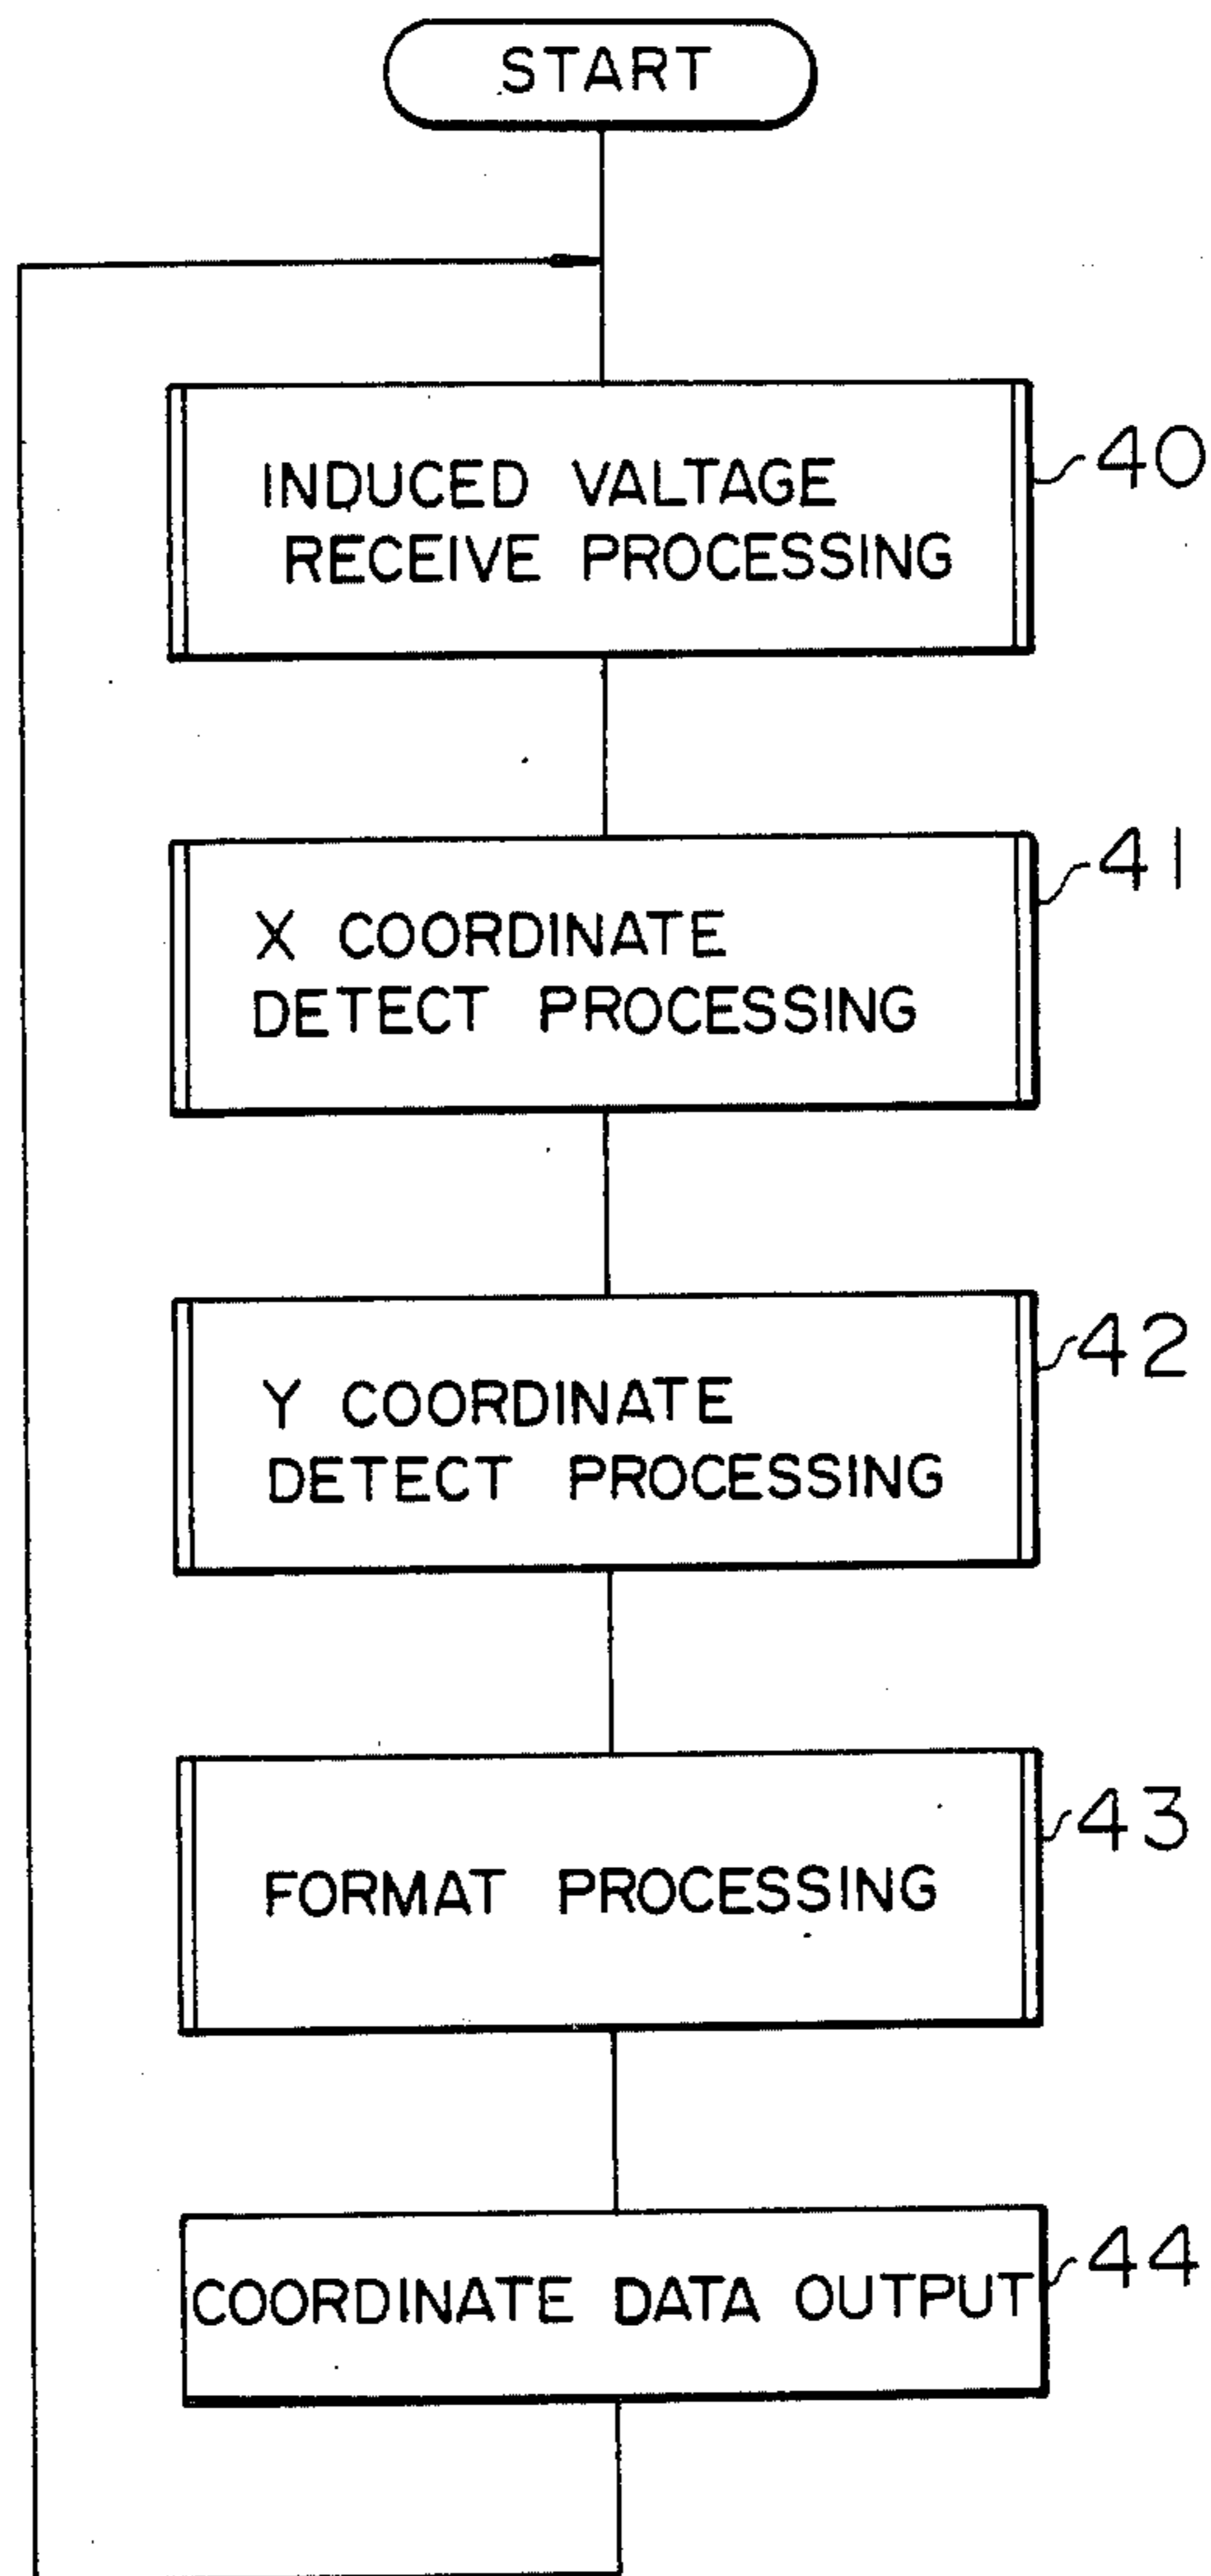 START
INDUCED VALTAGE
RECEIVE PROCESSING
40
X COORDINATE
DETECT PROCESSING
41
Y COORDINATE
DETECT PROCESSING
42
FORMAT PROCESSING
43
COORDINATE DATA OUTPUT
44